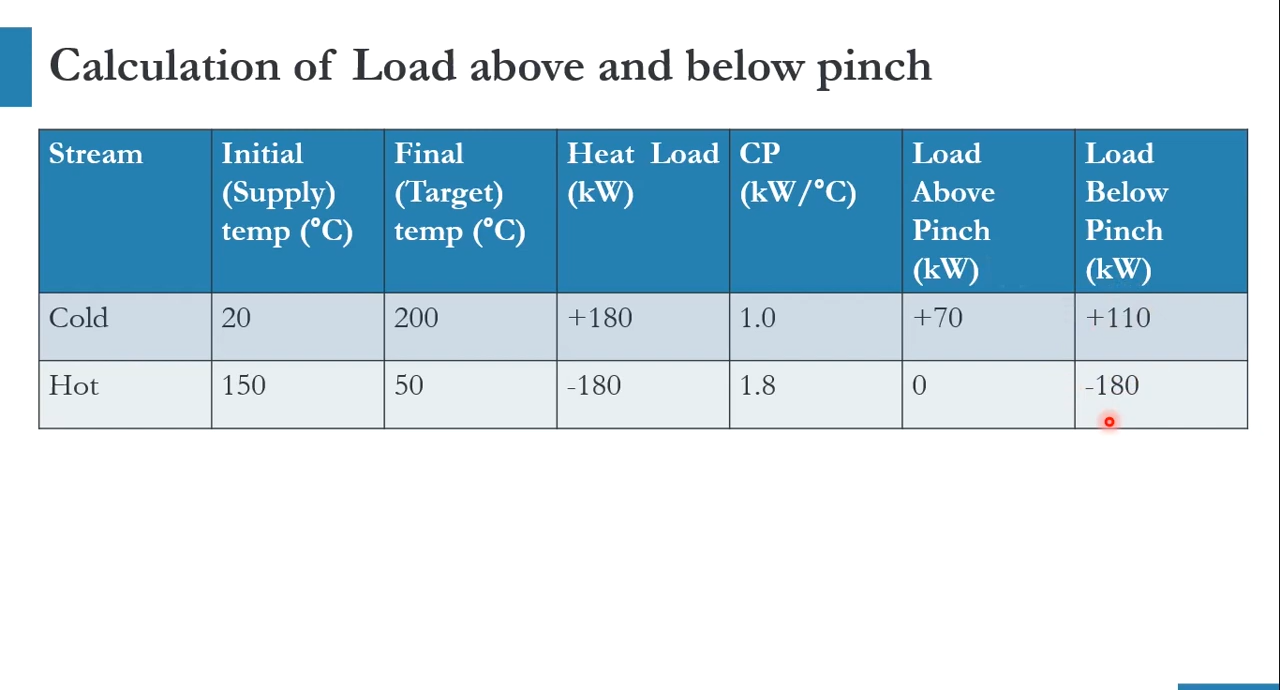 Calculation of Load above and below pinch
Stream
Initial
(Supply)
temp (°C)
Final
(Target)
temp (°C)
Heat Load
(kW)
CP
(kW/°C)
Load
Above
Pinch
(kW)
Load
Below
Pinch
(kW)
Cold 20 200 +180 1.0 +70 +110
Hot 150 50 -180 1.8 0 -180